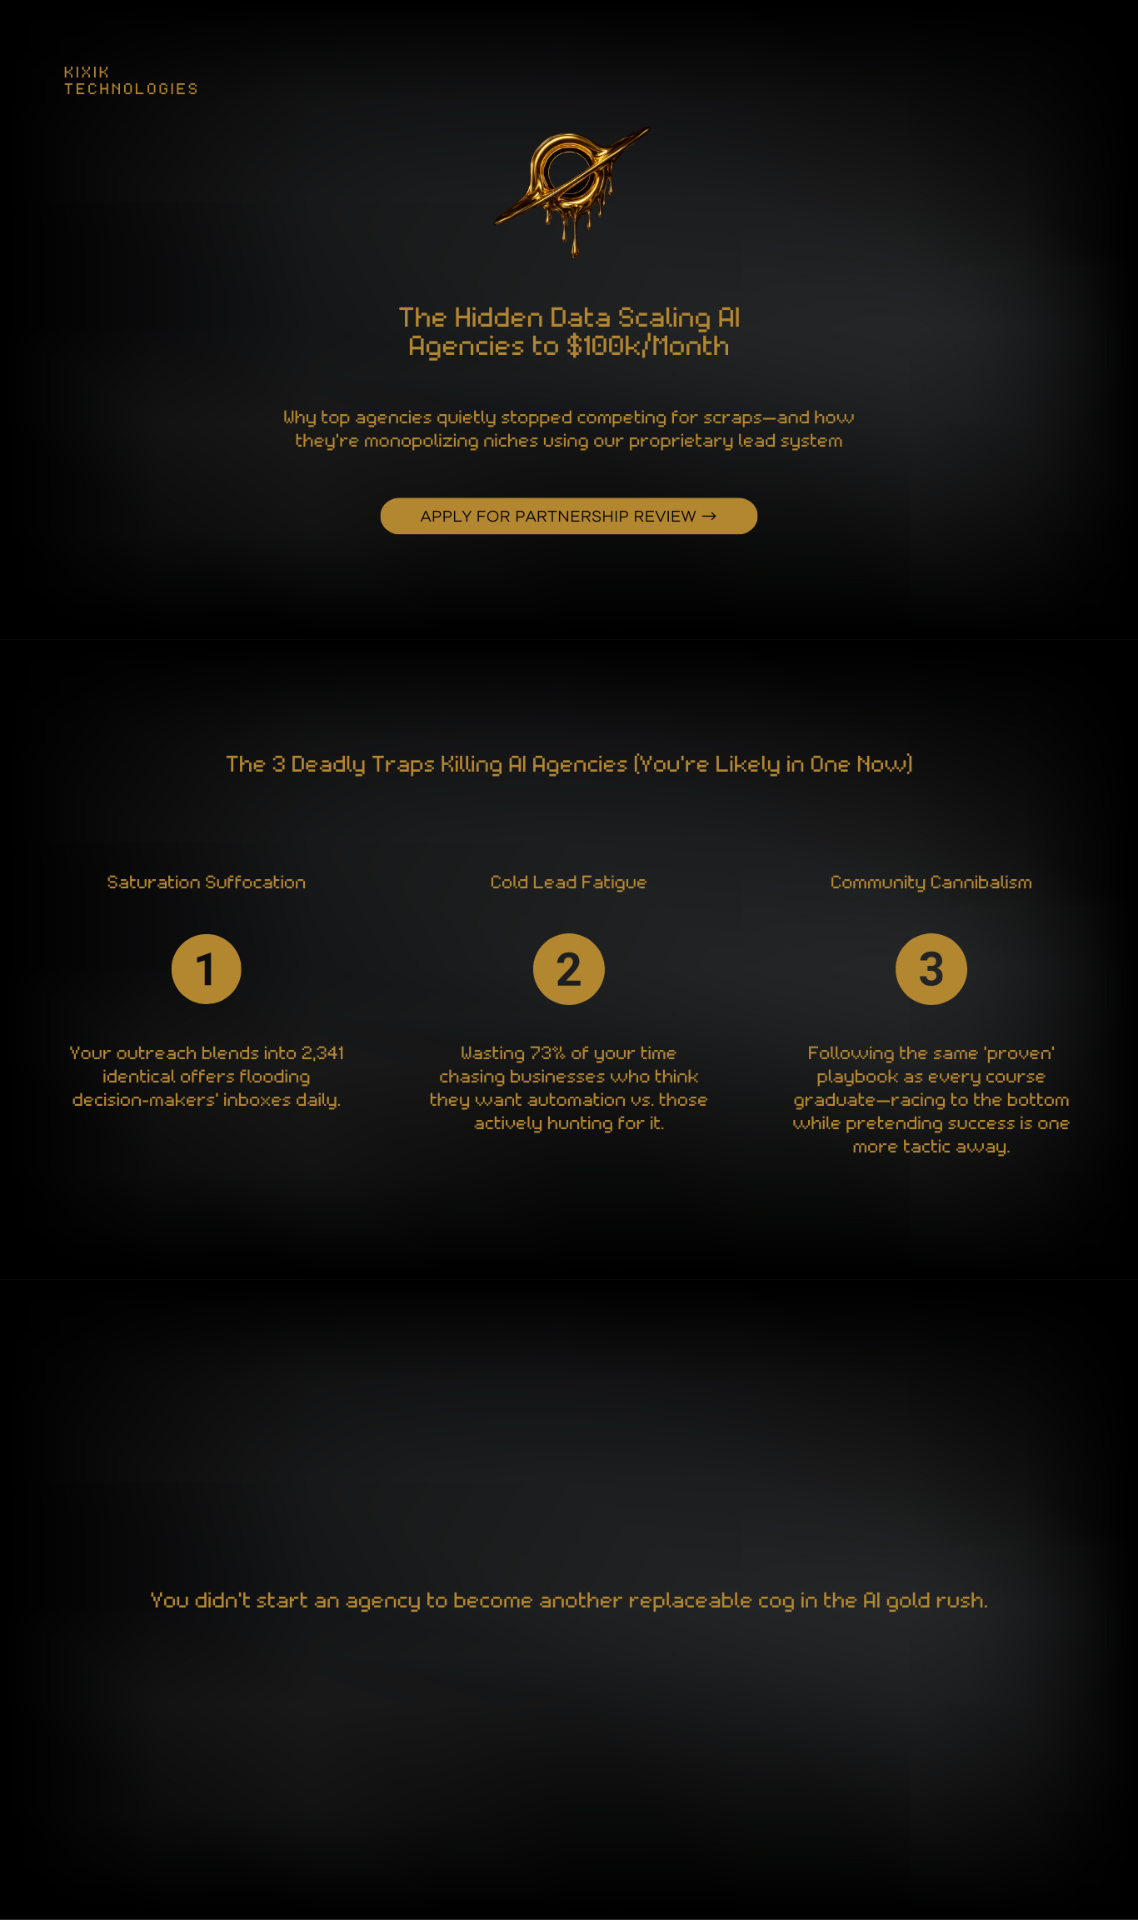 KIXIK
TECHNOLOGIES
The Hidden Data Scaling AI
Agencies to $100k/Month
Why top agencies quietly stopped competing for scraps—and how
they're monopolizing niches using our proprietary lead system
APPLY FOR PARTNERSHIP REVIEW →
The 3 Deadly Traps Killing AI Agencies (You're Likely in One Now)
Saturation Suffocation
1
Your outreach blends into 2,341
identical offers flooding
decision-makers' inboxes daily.
Cold Lead Fatigue
2
Wasting 73% of your time
chasing businesses who think
they want automation vs. those
actively hunting for it.
Community Cannibalism
3
Following the same 'proven'
playbook as every course
graduate—racing to the bottom
while pretending success is one
more tactic away.
You didn't start an agency to become another replaceable cog in the AI gold rush.